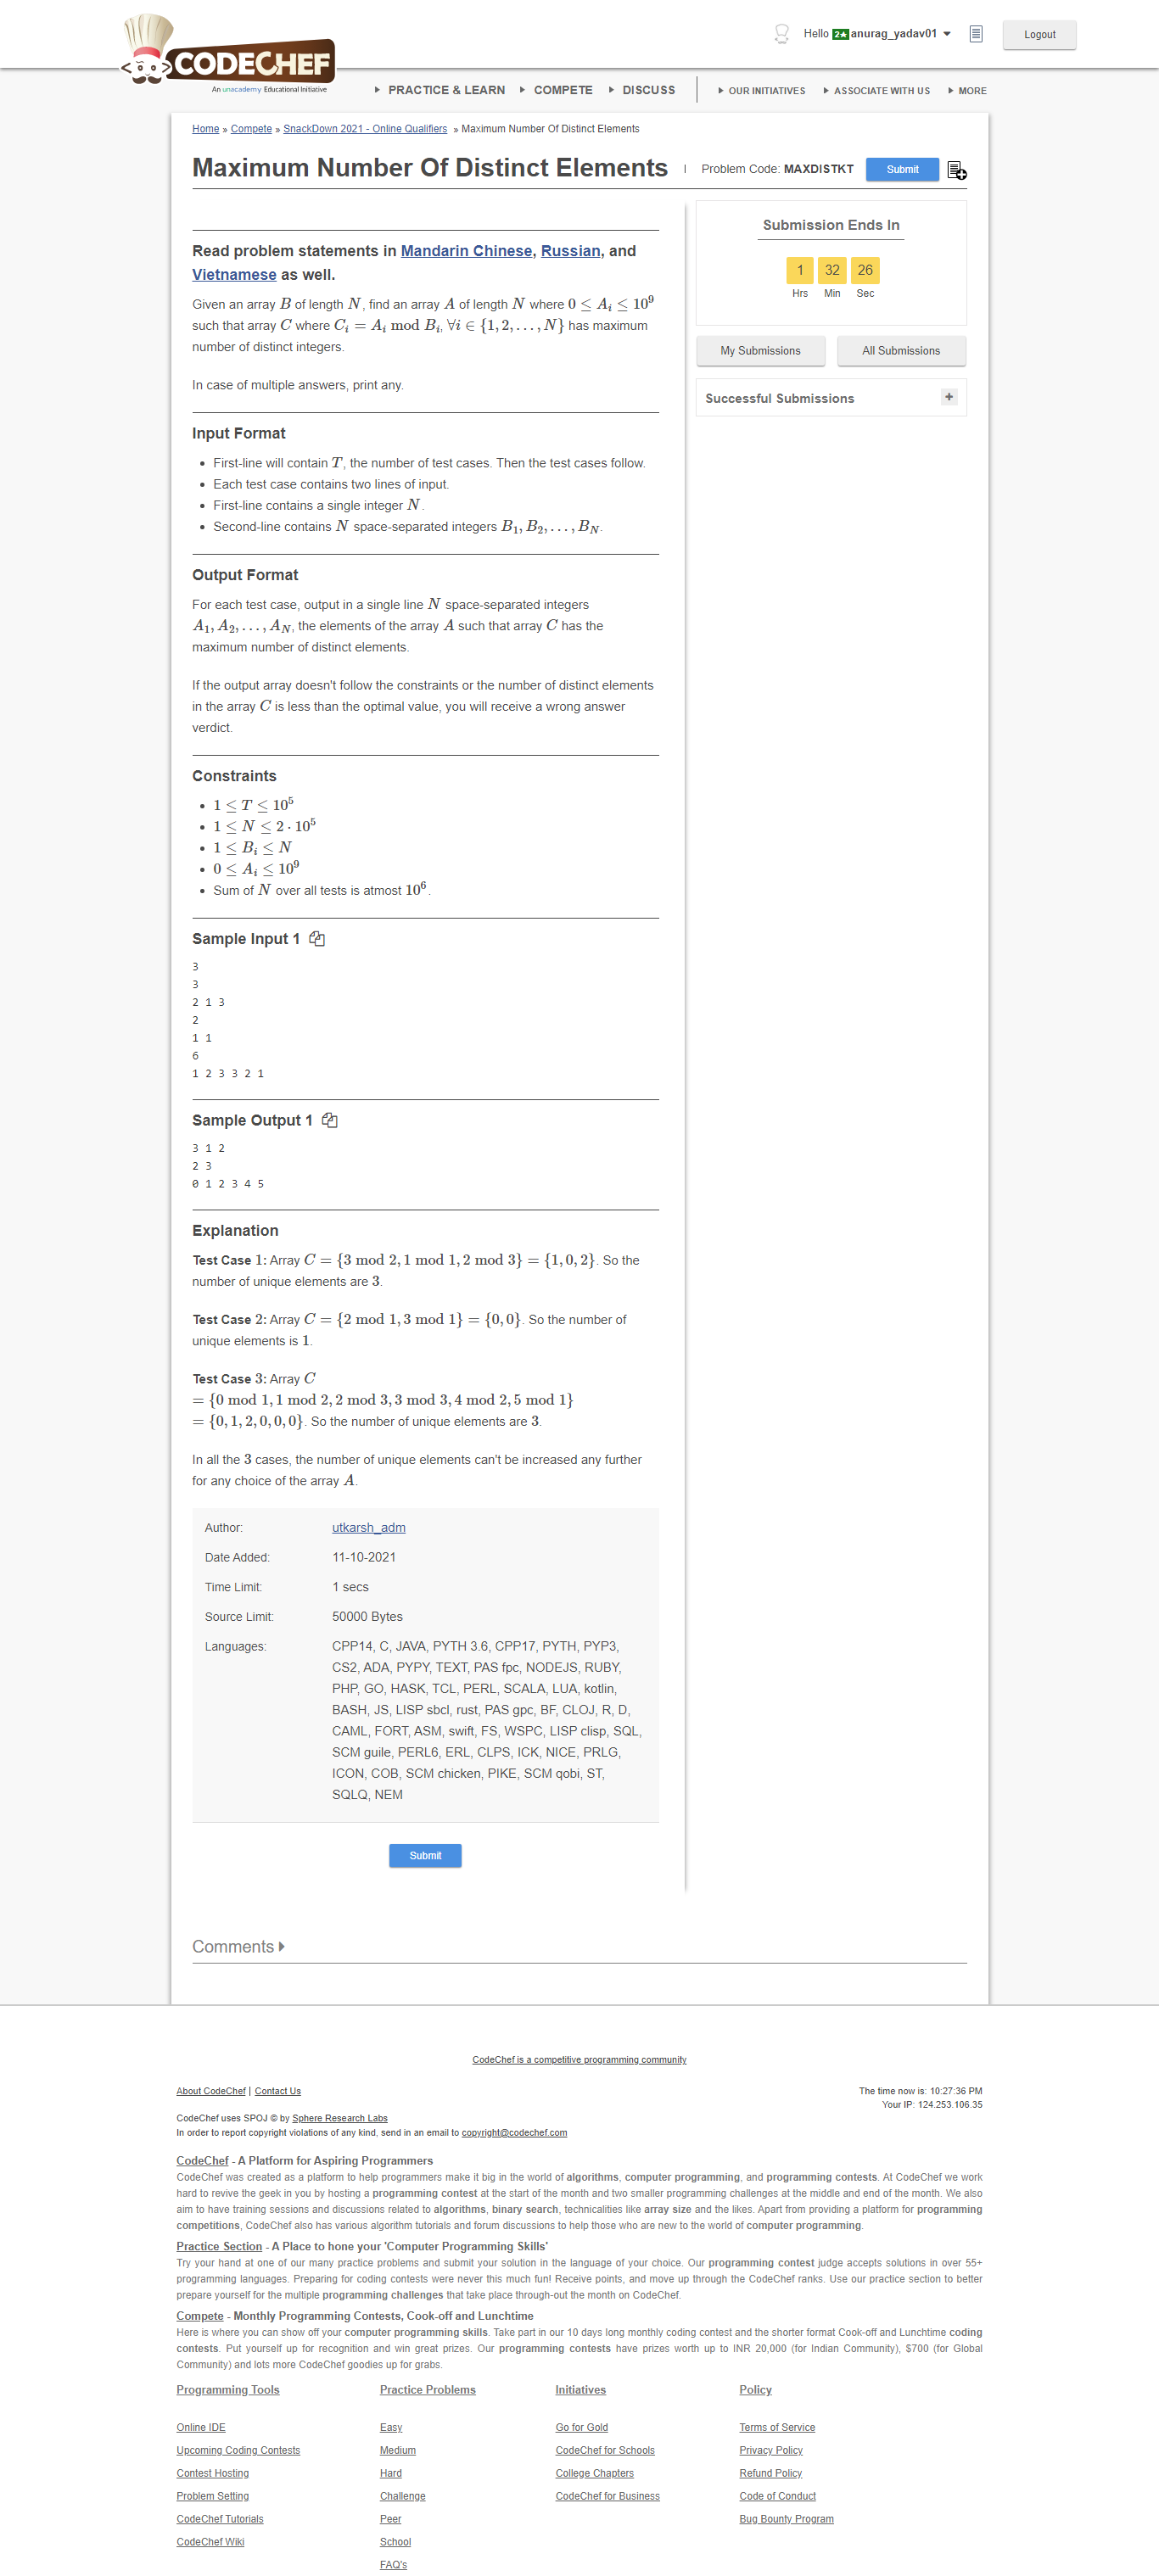 Hello 2★ anurag_yadav01
Logout
CODECHEF
An unacademy Educational Initiative
PRACTICE & LEARN COMPETE DISCUSS OUR INITIATIVES ASSOCIATE WITH US MORE
Home » Compete » SnackDown 2021 - Online Qualifiers » Maximum Number Of Distinct Elements
Maximum Number Of Distinct Elements | Problem Code: MAXDISTKT Submit
Submission Ends In
1 32 26
Hrs Min Sec
My Submissions All Submissions
Successful Submissions +
Read problem statements in Mandarin Chinese, Russian, and
Vietnamese as well.
Given an array B of length N, find an array A of length N where 0 ≤ A_i ≤ 10^9
such that array C where C_i = A_i mod B_i, ∀i ∈ {1, 2, . . . , N} has maximum
number of distinct integers.
In case of multiple answers, print any.
Input Format
First-line will contain T, the number of test cases. Then the test cases follow.
Each test case contains two lines of input.
First-line contains a single integer N.
Second-line contains N space-separated integers B_1, B_2, . . . , B_N.
Output Format
For each test case, output in a single line N space-separated integers
A_1, A_2, . . . , A_N, the elements of the array A such that array C has the
maximum number of distinct elements.
If the output array doesn't follow the constraints or the number of distinct elements
in the array C is less than the optimal value, you will receive a wrong answer
verdict.
Constraints
1 ≤ T ≤ 10^5
1 ≤ N ≤ 2 · 10^5
1 ≤ B_i ≤ N
0 ≤ A_i ≤ 10^9
Sum of N over all tests is atmost 10^6.
Sample Input 1
3
3
2 1 3
2
1 1
6
1 2 3 3 2 1
Sample Output 1
3 1 2
2 3
0 1 2 3 4 5
Explanation
Test Case 1: Array C = {3 mod 2, 1 mod 1, 2 mod 3} = {1, 0, 2}. So the
number of unique elements are 3.
Test Case 2: Array C = {2 mod 1, 3 mod 1} = {0, 0}. So the number of
unique elements is 1.
Test Case 3: Array C
= {0 mod 1, 1 mod 2, 2 mod 3, 3 mod 3, 4 mod 2, 5 mod 1}
= {0, 1, 2, 0, 0, 0}. So the number of unique elements are 3.
In all the 3 cases, the number of unique elements can't be increased any further
for any choice of the array A.
Author: utkarsh_adm
Date Added: 11-10-2021
Time Limit: 1 secs
Source Limit: 50000 Bytes
Languages: CPP14, C, JAVA, PYTH 3.6, CPP17, PYTH, PYP3,
CS2, ADA, PYPY, TEXT, PAS fpc, NODEJS, RUBY,
PHP, GO, HASK, TCL, PERL, SCALA, LUA, kotlin,
BASH, JS, LISP sbcl, rust, PAS gpc, BF, CLOJ, R, D,
CAML, FORT, ASM, swift, FS, WSPC, LISP clisp, SQL,
SCM guile, PERL6, ERL, CLPS, ICK, NICE, PRLG,
ICON, COB, SCM chicken, PIKE, SCM qobi, ST,
SQLQ, NEM
Submit
Comments
CodeChef is a competitive programming community
About CodeChef | Contact Us
The time now is: 10:27:36 PM
Your IP: 124.253.106.35
CodeChef uses SPOJ © by Sphere Research Labs
In order to report copyright violations of any kind, send in an email to copyright@codechef.com
CodeChef - A Platform for Aspiring Programmers
CodeChef was created as a platform to help programmers make it big in the world of algorithms, computer programming, and programming contests. At CodeChef we work
hard to revive the geek in you by hosting a programming contest at the start of the month and two smaller programming challenges at the middle and end of the month. We also
aim to have training sessions and discussions related to algorithms, binary search, technicalities like array size and the likes. Apart from providing a platform for programming
competitions, CodeChef also has various algorithm tutorials and forum discussions to help those who are new to the world of computer programming.
Practice Section - A Place to hone your 'Computer Programming Skills'
Try your hand at one of our many practice problems and submit your solution in the language of your choice. Our programming contest judge accepts solutions in over 55+
programming languages. Preparing for coding contests were never this much fun! Receive points, and move up through the CodeChef ranks. Use our practice section to better
prepare yourself for the multiple programming challenges that take place through-out the month on CodeChef.
Compete - Monthly Programming Contests, Cook-off and Lunchtime
Here is where you can show off your computer programming skills. Take part in our 10 days long monthly coding contest and the shorter format Cook-off and Lunchtime coding
contests. Put yourself up for recognition and win great prizes. Our programming contests have prizes worth up to INR 20,000 (for Indian Community), $700 (for Global
Community) and lots more CodeChef goodies up for grabs.
Programming Tools Practice Problems Initiatives Policy
Online IDE Easy Go for Gold Terms of Service
Upcoming Coding Contests Medium CodeChef for Schools Privacy Policy
Contest Hosting Hard College Chapters Refund Policy
Problem Setting Challenge CodeChef for Business Code of Conduct
CodeChef Tutorials Peer Bug Bounty Program
CodeChef Wiki School
FAQ's